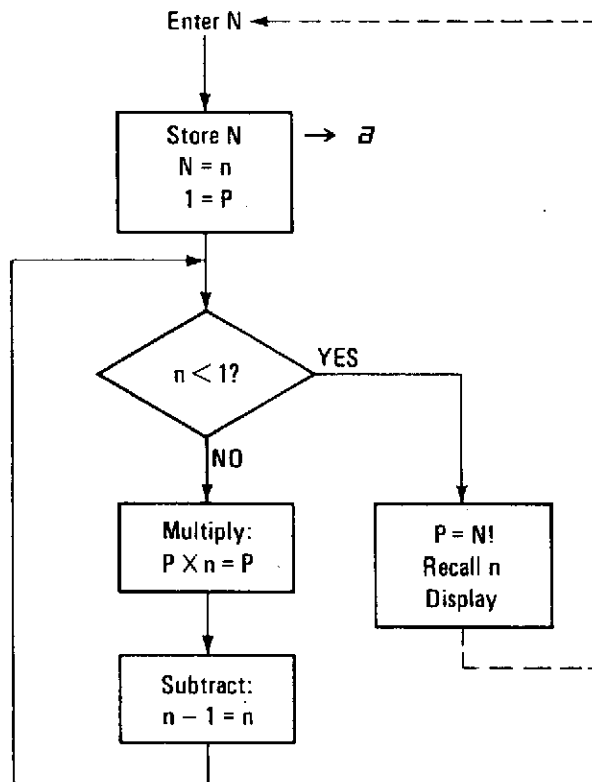 Enter N
Store N → a
N = n
1 = P
n < 1?
YES
NO
Multiply:
P X n = P
P = N!
Recall n
Display
Subtract:
n – 1 = n